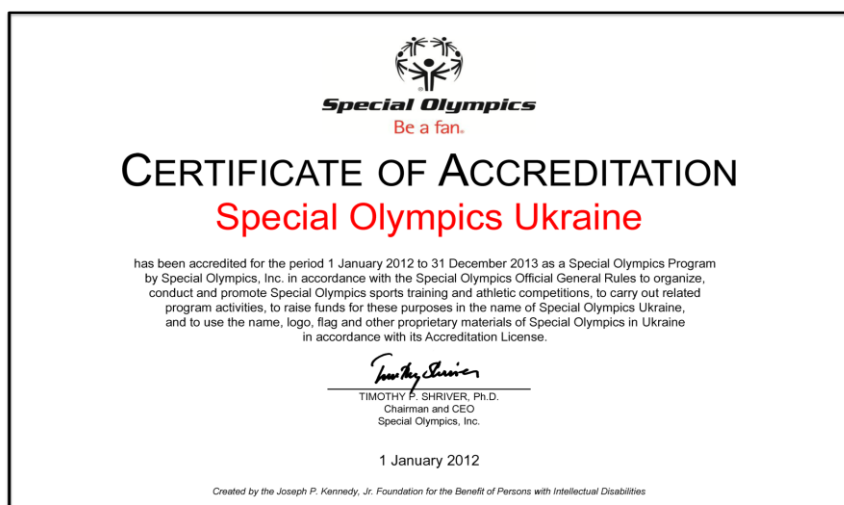 Special Olympics
Be a fan.
CERTIFICATE OF ACCREDITATION
Special Olympics Ukraine
has been accredited for the period 1 January 2012 to 31 December 2013 as a Special Olympics Program
by Special Olympics, Inc. in accordance with the Special Olympics Official General Rules to organize,
conduct and promote Special Olympics sports training and athletic competitions, to carry out related
program activities, to raise funds for these purposes in the name of Special Olympics Ukraine,
and to use the name, logo, flag and other proprietary materials of Special Olympics in Ukraine
in accordance with its Accreditation License.
Timothy Shriver
TIMOTHY P. SHRIVER, Ph.D.
Chairman and CEO
Special Olympics, Inc.
1 January 2012
Created by the Joseph P. Kennedy, Jr. Foundation for the Benefit of Persons with Intellectual Disabilities